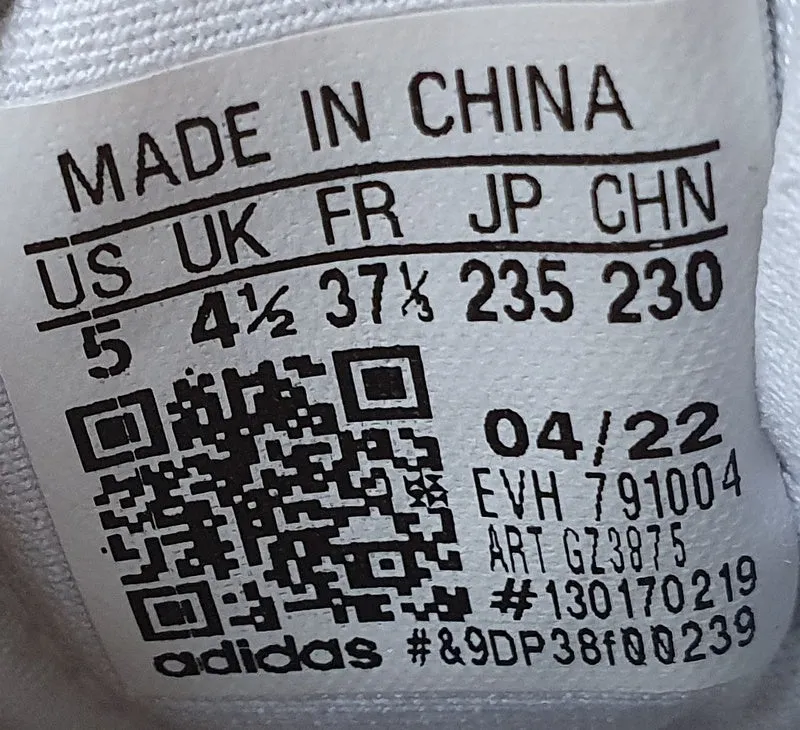 MADE IN CHINA
US UK FR JP CHN
5 4½ 37⅓ 235 230
04/22
EVH 791004
ART GZ3875
#130170219
adidas #&9DP38f00239